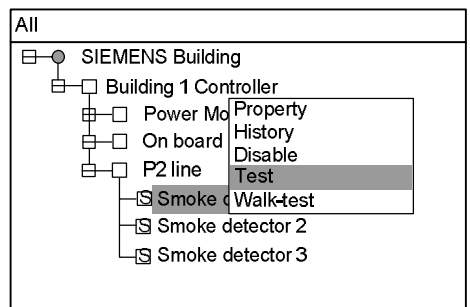 All
SIEMENS Building
Building 1 Controller
Power Mo
Property
History
On board
Disable
P2 line
Test
Smoke
Walk-test
Smoke detector 2
Smoke detector 3